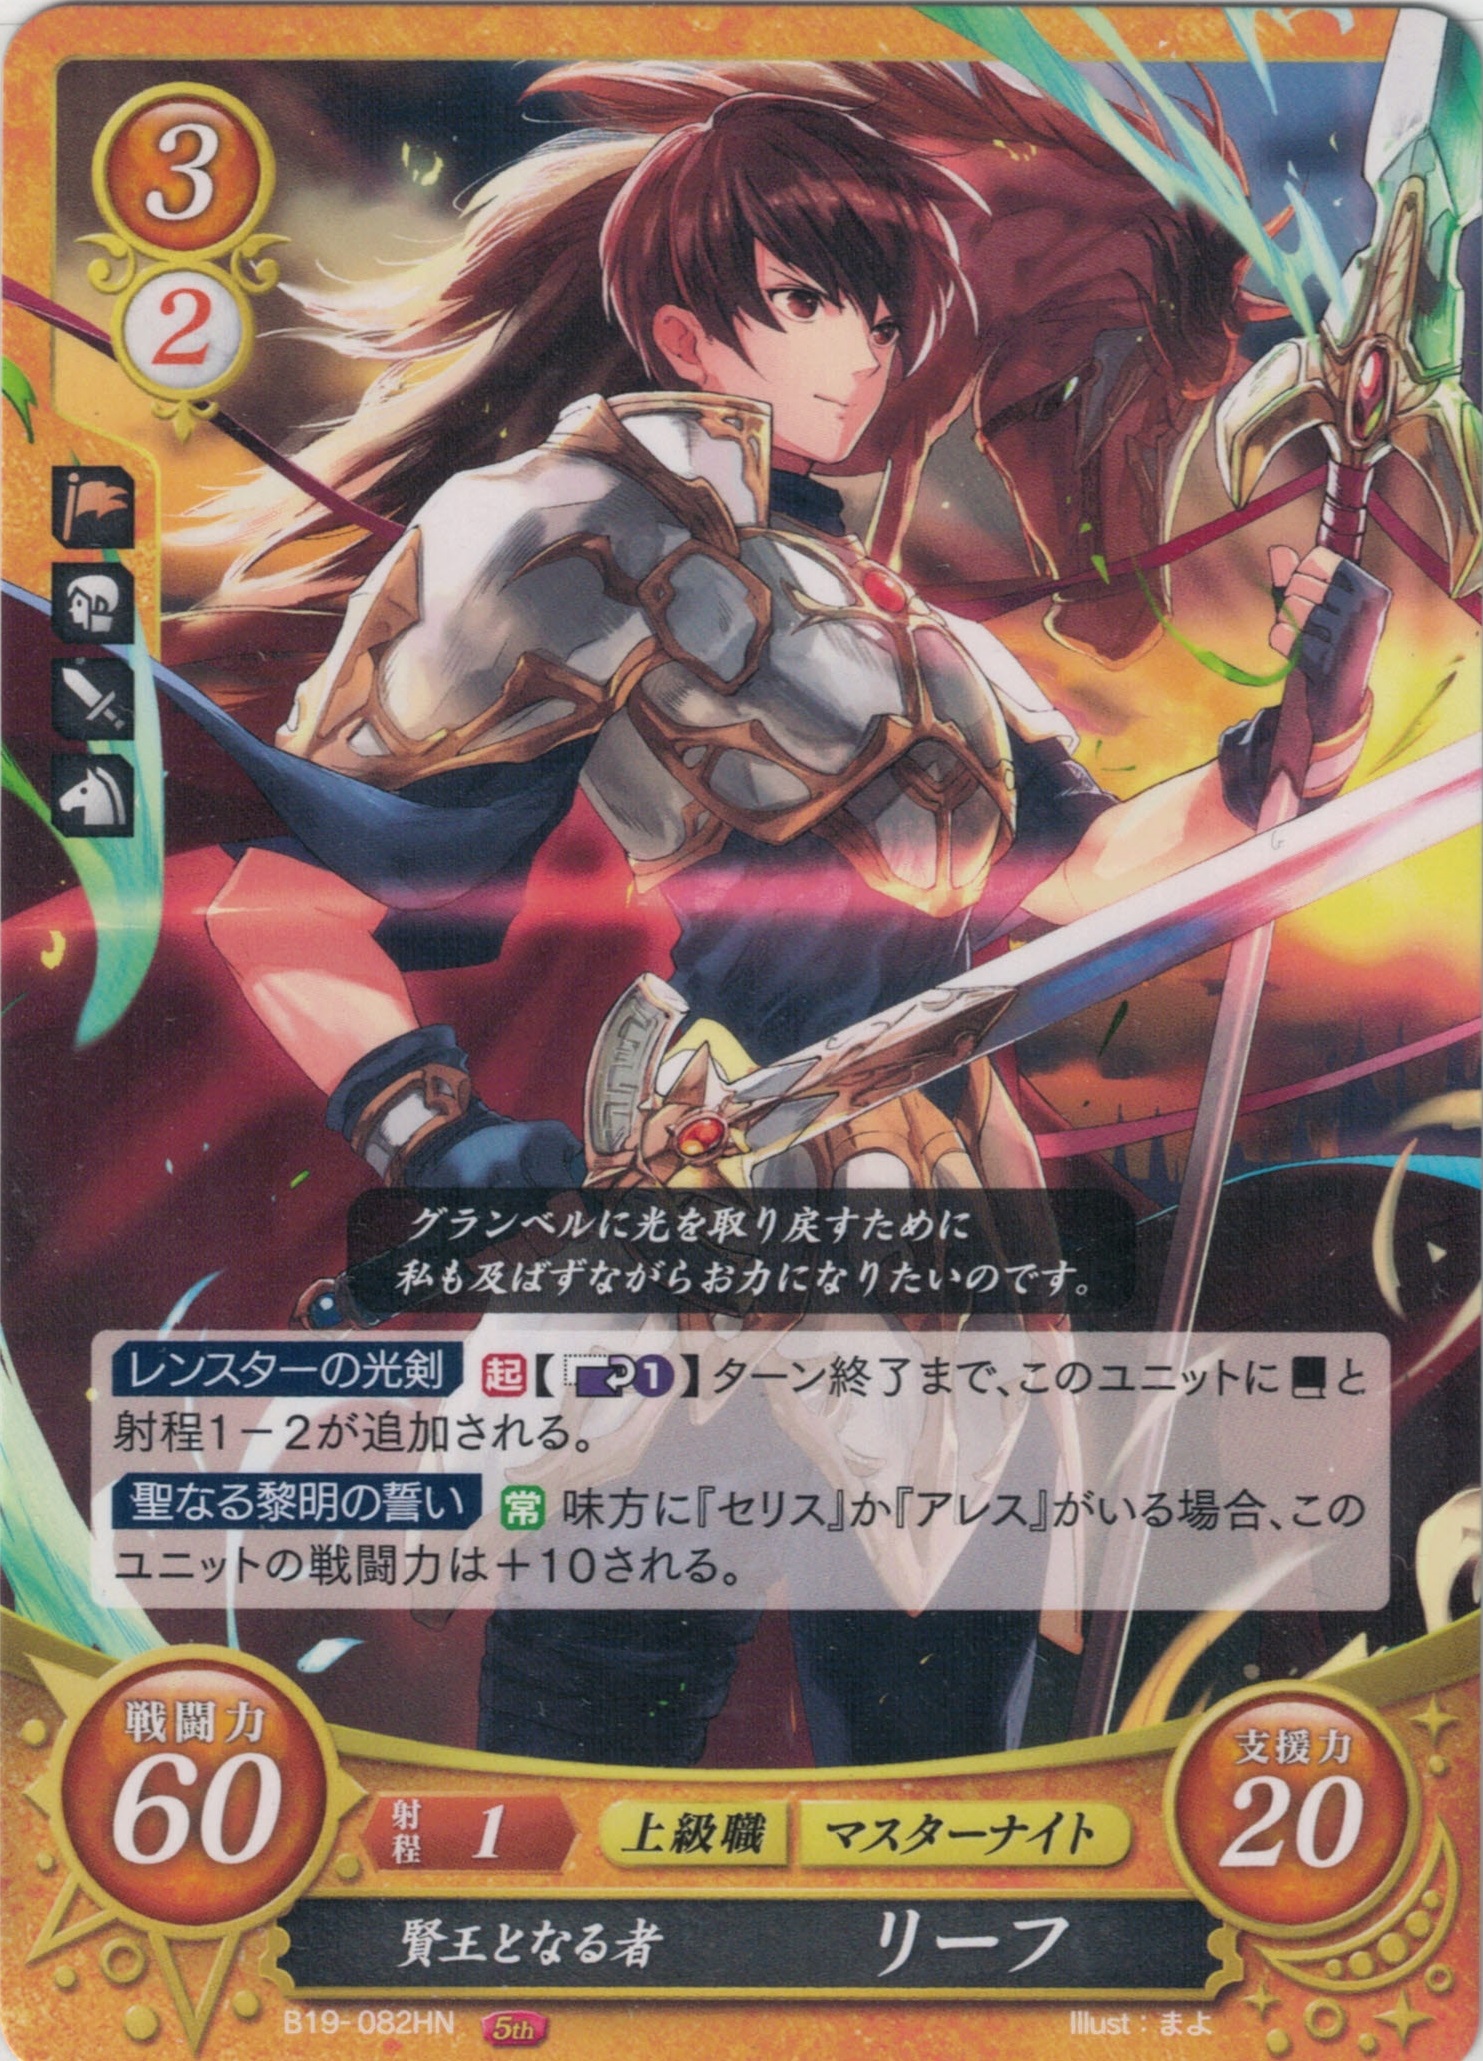 3
2
グランベルに光を取り戻すために
私も及ばずながらお力になりたいのです。
レンスターの光剣 起【1】ターン終了まで、このユニットに と
射程1－2が追加される。
聖なる黎明の誓い 常 味方に『セリス』か『アレス』がいる場合、この
ユニットの戦闘力は＋10される。
戦闘力
60
射程 1
上級職 マスターナイト
支援力
20
賢王となる者 リーフ
B19-082HN 5th Illust：まよ